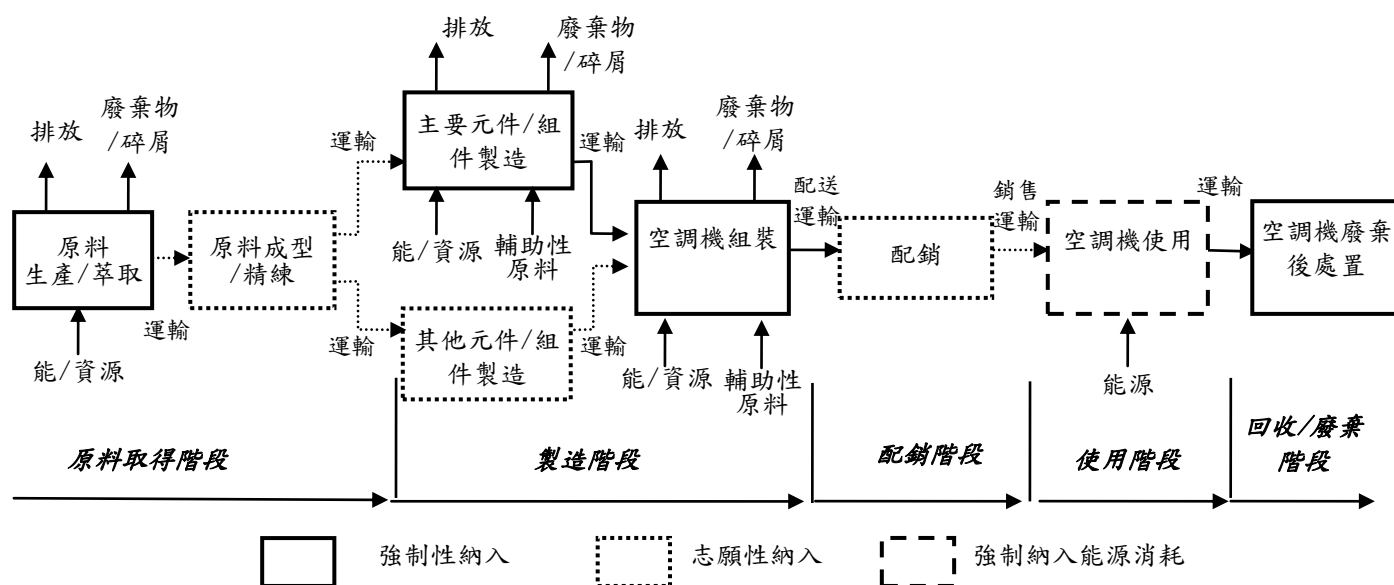 排放
廢棄物
/碎屑
主要元件/組
件製造
能/資源
輔助性
原料
排放
廢棄物
/碎屑
原料
生產/萃取
能/資源
運輸
原料成型
/精練
運輸
運輸
其他元件/組
件製造
運輸
運輸
排放
廢棄物
/碎屑
空調機組裝
能/資源
輔助性
原料
配送
運輸
配銷
銷售
運輸
空調機使用
能源
運輸
空調機廢棄
後處置
原料取得階段
製造階段
配銷階段
使用階段
回收/廢棄
階段
強制性納入
志願性納入
強制納入能源消耗